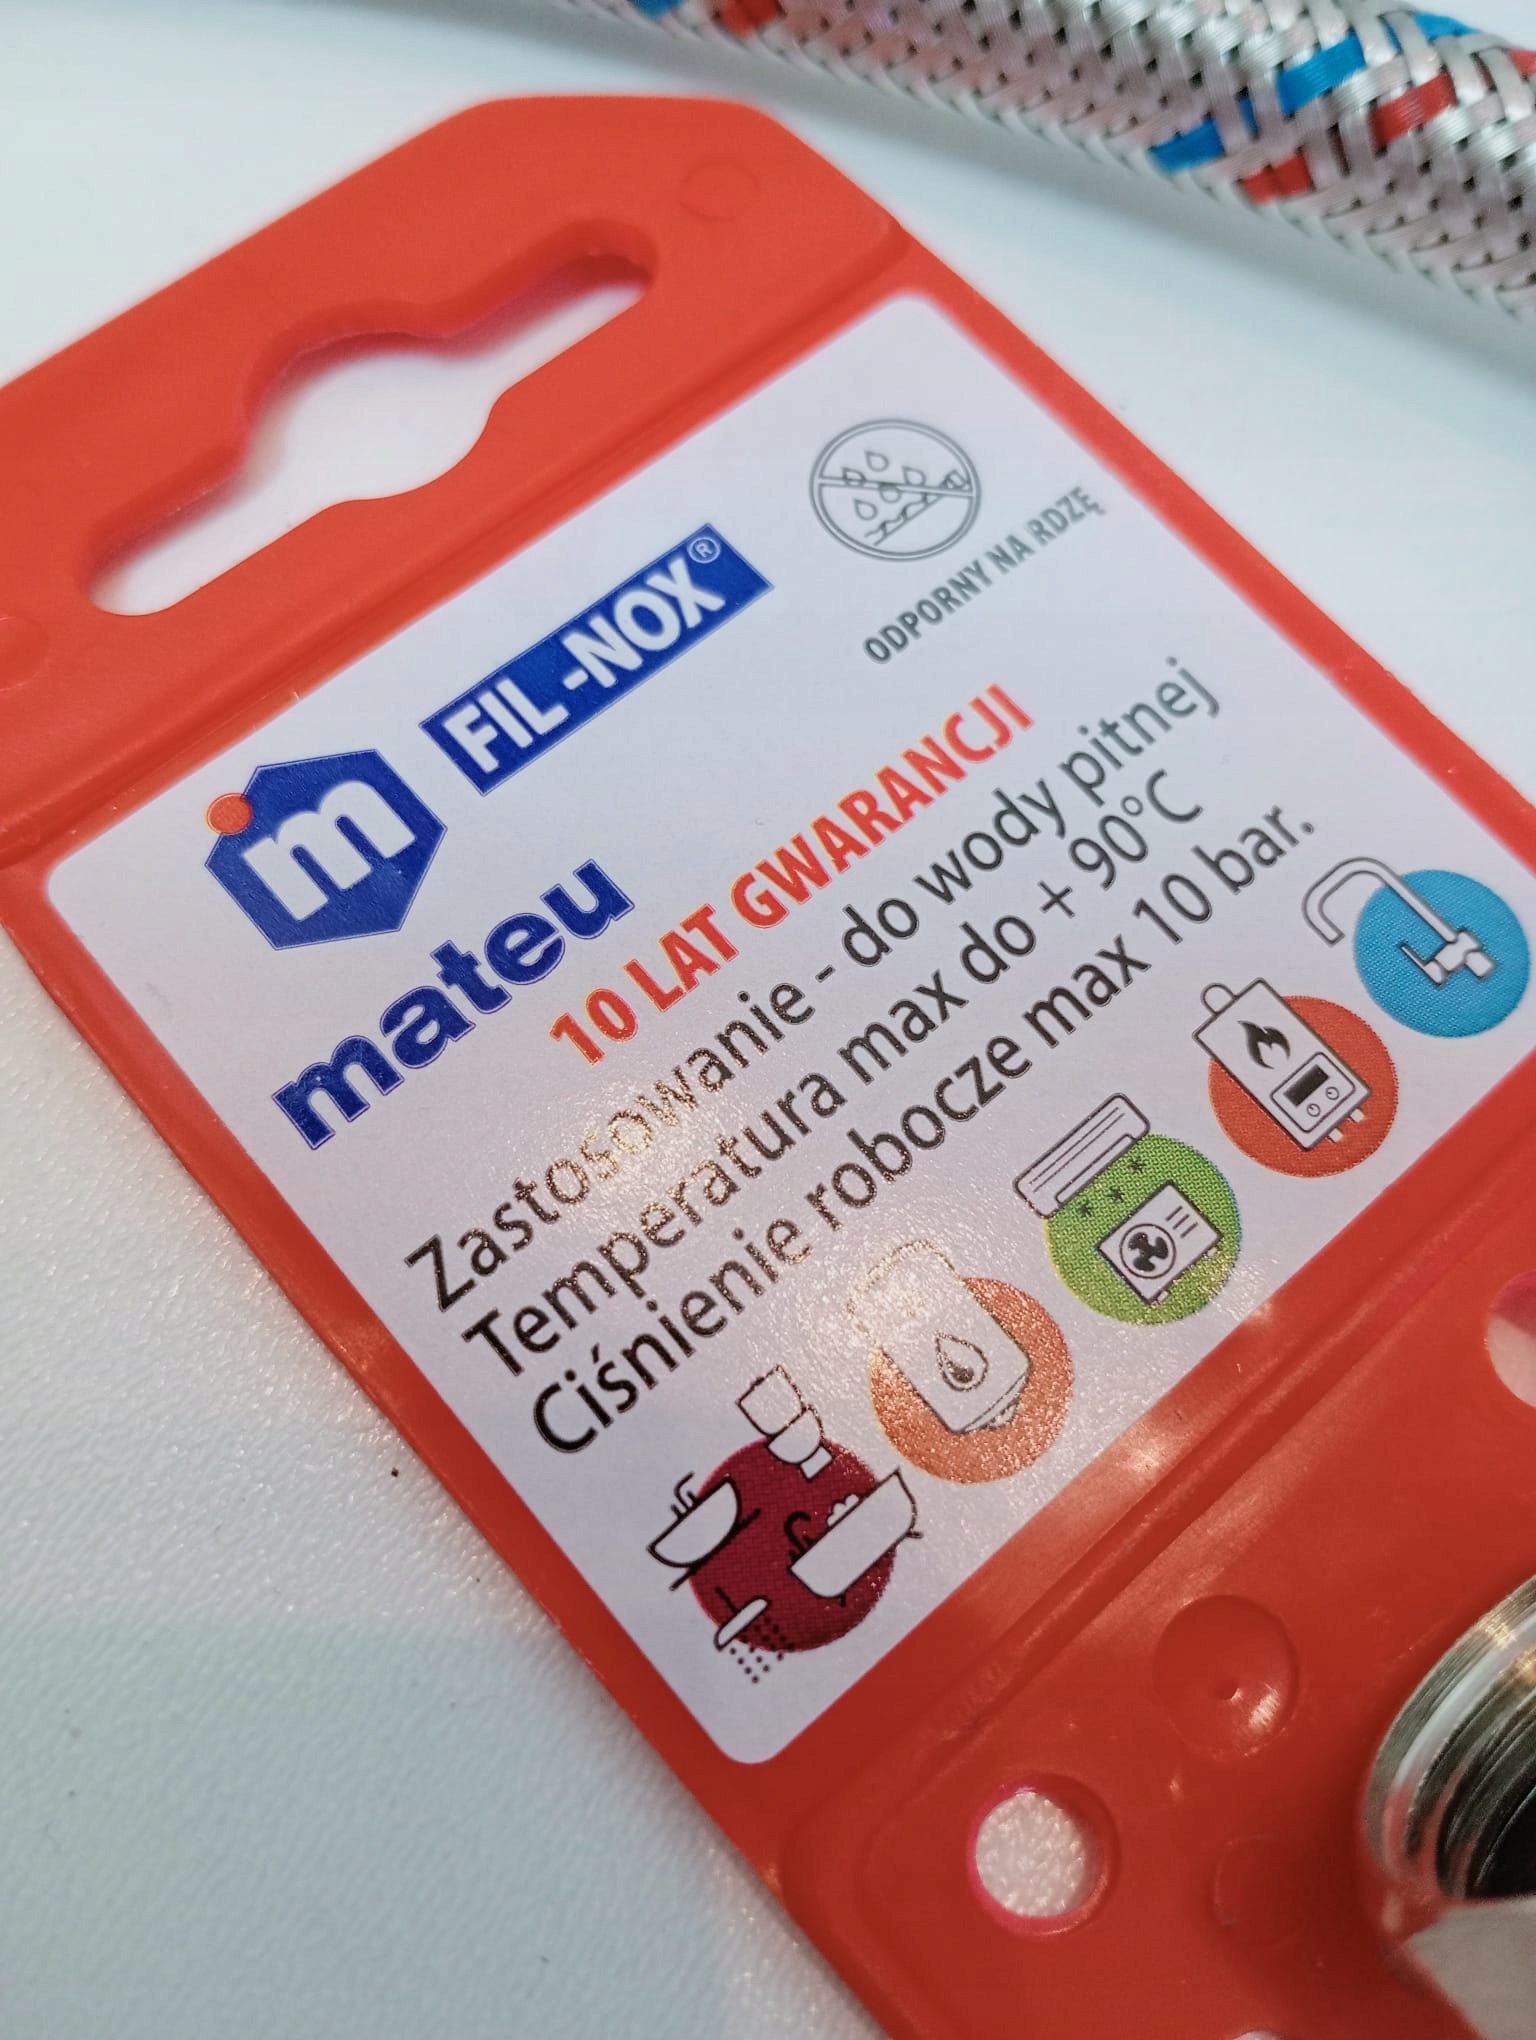 FIL-NOX®
ODPORNY NA RDZĘ
m
mateu
10 LAT GWARANCJI
Zastosowanie - do wody pitnej
Temperatura max do + 90°C
Ciśnienie robocze max 10 bar.